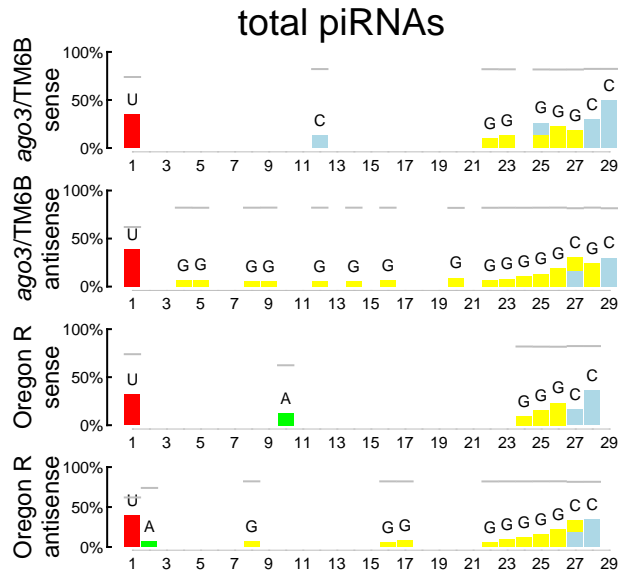 total piRNAs
ago3/TM6B
sense
100%
50%
0%
U
C
G G
G
G
G
C
C
1 3 5 7 9 11 13 15 17 19 21 23 25 27 29
ago3/TM6B
antisense
100%
50%
0%
U
G G
G G
G
G
G
G
G G G G G C G C
1 3 5 7 9 11 13 15 17 19 21 23 25 27 29
Oregon R
sense
100%
50%
0%
U
A
G G G C C
1 3 5 7 9 11 13 15 17 19 21 23 25 27 29
Oregon R
antisense
100%
50%
0%
U
A
G
G G
G G G G G C C
1 3 5 7 9 11 13 15 17 19 21 23 25 27 29